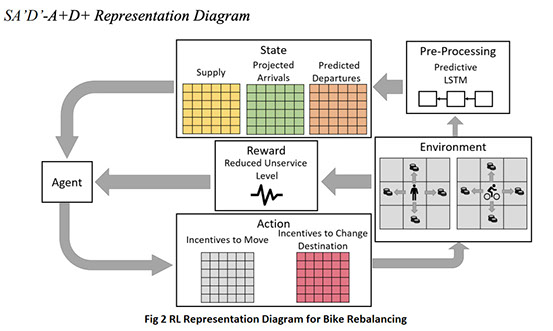 SA'D'-A+D+ Representation Diagram
State
Supply
Projected
Arrivals
Predicted
Departures
Pre-Processing
Predictive
LSTM
Environment
Reward
Reduced Unservice
Level
Agent
Action
Incentives to Move
Incentives to Change
Destination
Fig 2 RL Representation Diagram for Bike Rebalancing